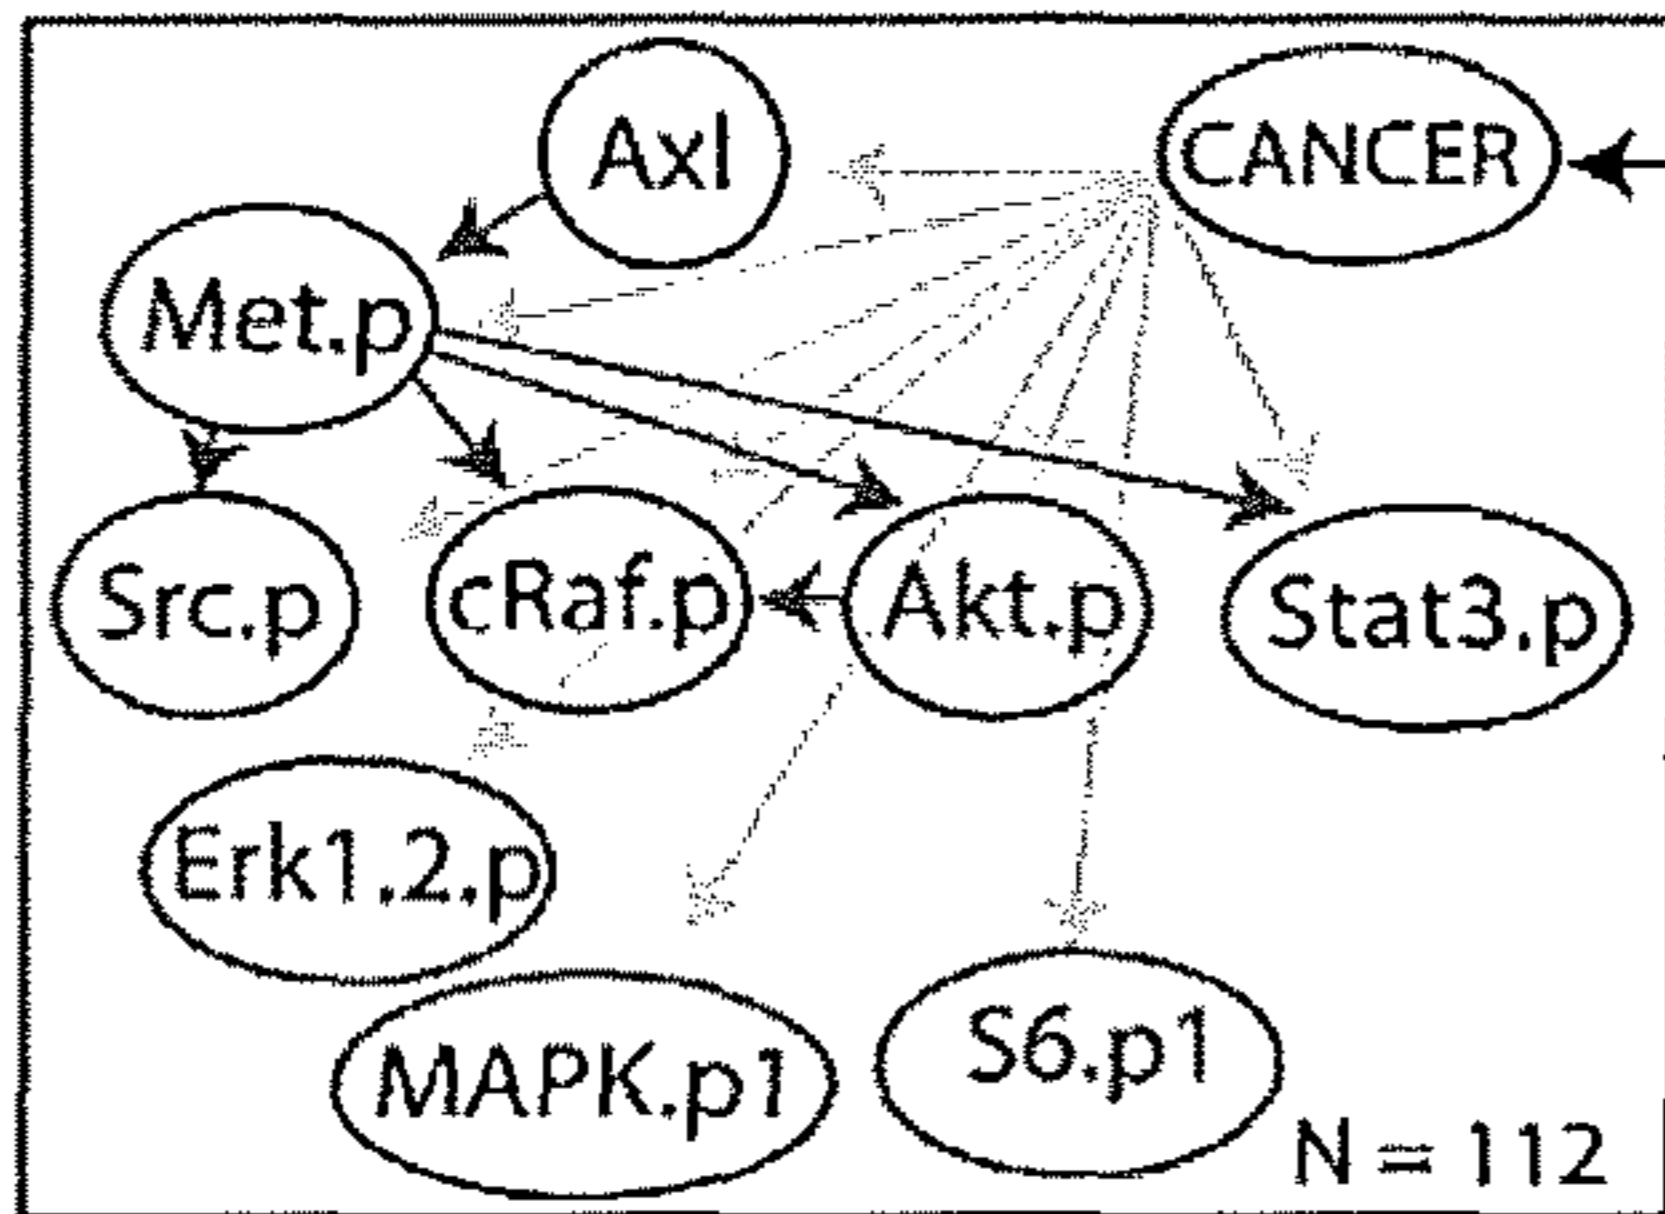 Axl
CANCER
Met.p
Src.p
cRaf.p
Akt.p
Stat3.p
Erk1.2.p
MAPK.p1
S6.p1
N = 112